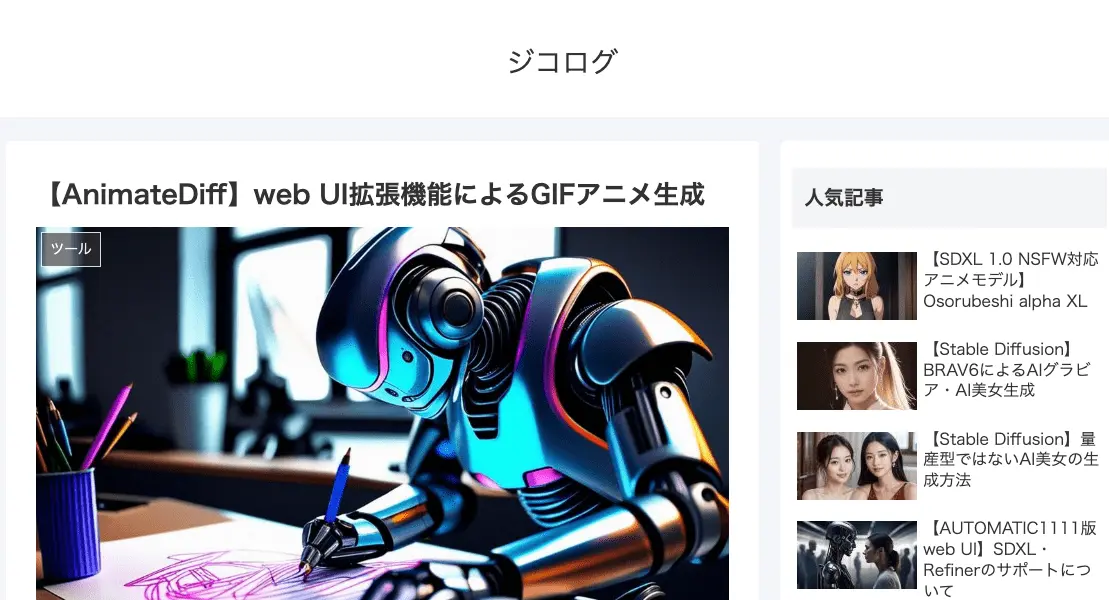 ジコログ
【AnimateDiff】web UI拡張機能によるGIFアニメ生成
ツール
人気記事
【SDXL 1.0 NSFW対応
アニメモデル】
Osorubeshi alpha XL
【Stable Diffusion】
BRAV6によるAIグラビ
ア・AI美女生成
【Stable Diffusion】量
産型ではないAI美女の生
成方法
【AUTOMATIC1111版
web UI】SDXL・
Refinerのサポートにつ
いて